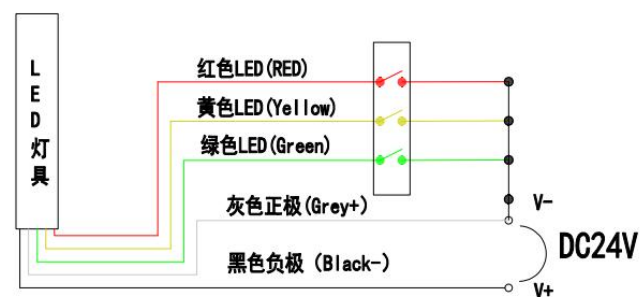 LED灯具
红色LED(RED)
黄色LED(Yellow)
绿色LED(Green)
灰色正极(Grey+)
V-
DC24V
黑色负极 (Black-)
V+